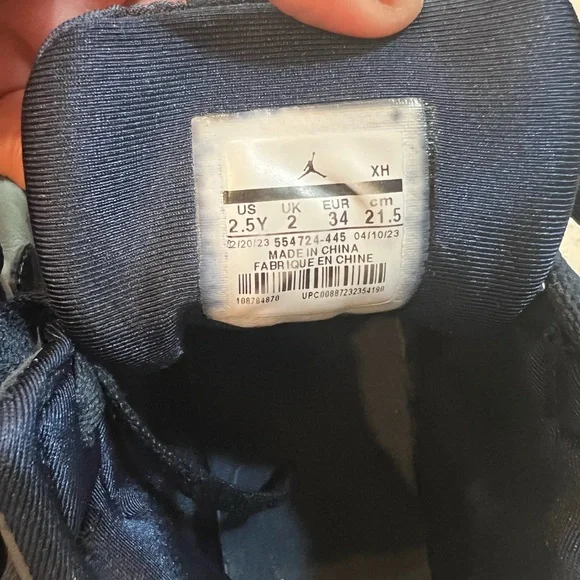 XH
US UK EUR cm
2.5Y 2 34 21.5
2/20/23 554724-445 04/10/23
MADE IN CHINA
FABRIQUE EN CHINE
108784870 UPC00887232354190